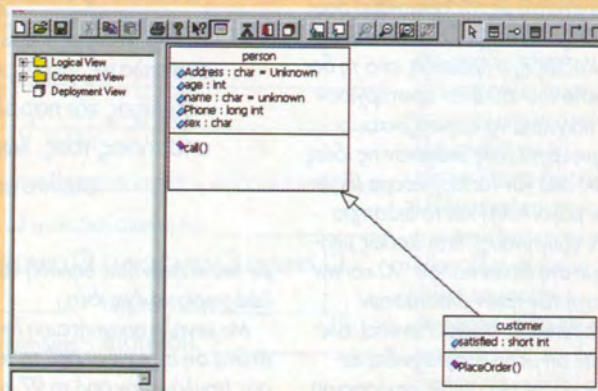 Logical View
Component View
Deployment View
person
Address : char = Unknown
age : int
name : char = unknown
Phone : long int
sex : char
call()
customer
satisfied : short int
PlaceOrder()